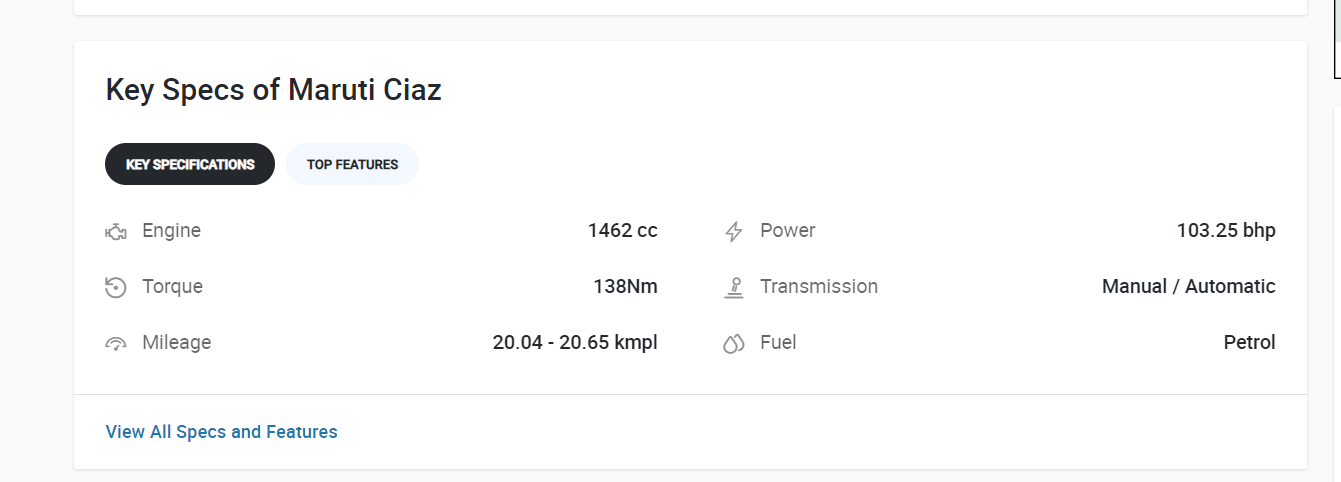 Key Specs of Maruti Ciaz
KEY SPECIFICATIONS TOP FEATURES
Engine 1462 cc Power 103.25 bhp
Torque 138Nm Transmission Manual / Automatic
Mileage 20.04 - 20.65 kmpl Fuel Petrol
View All Specs and Features